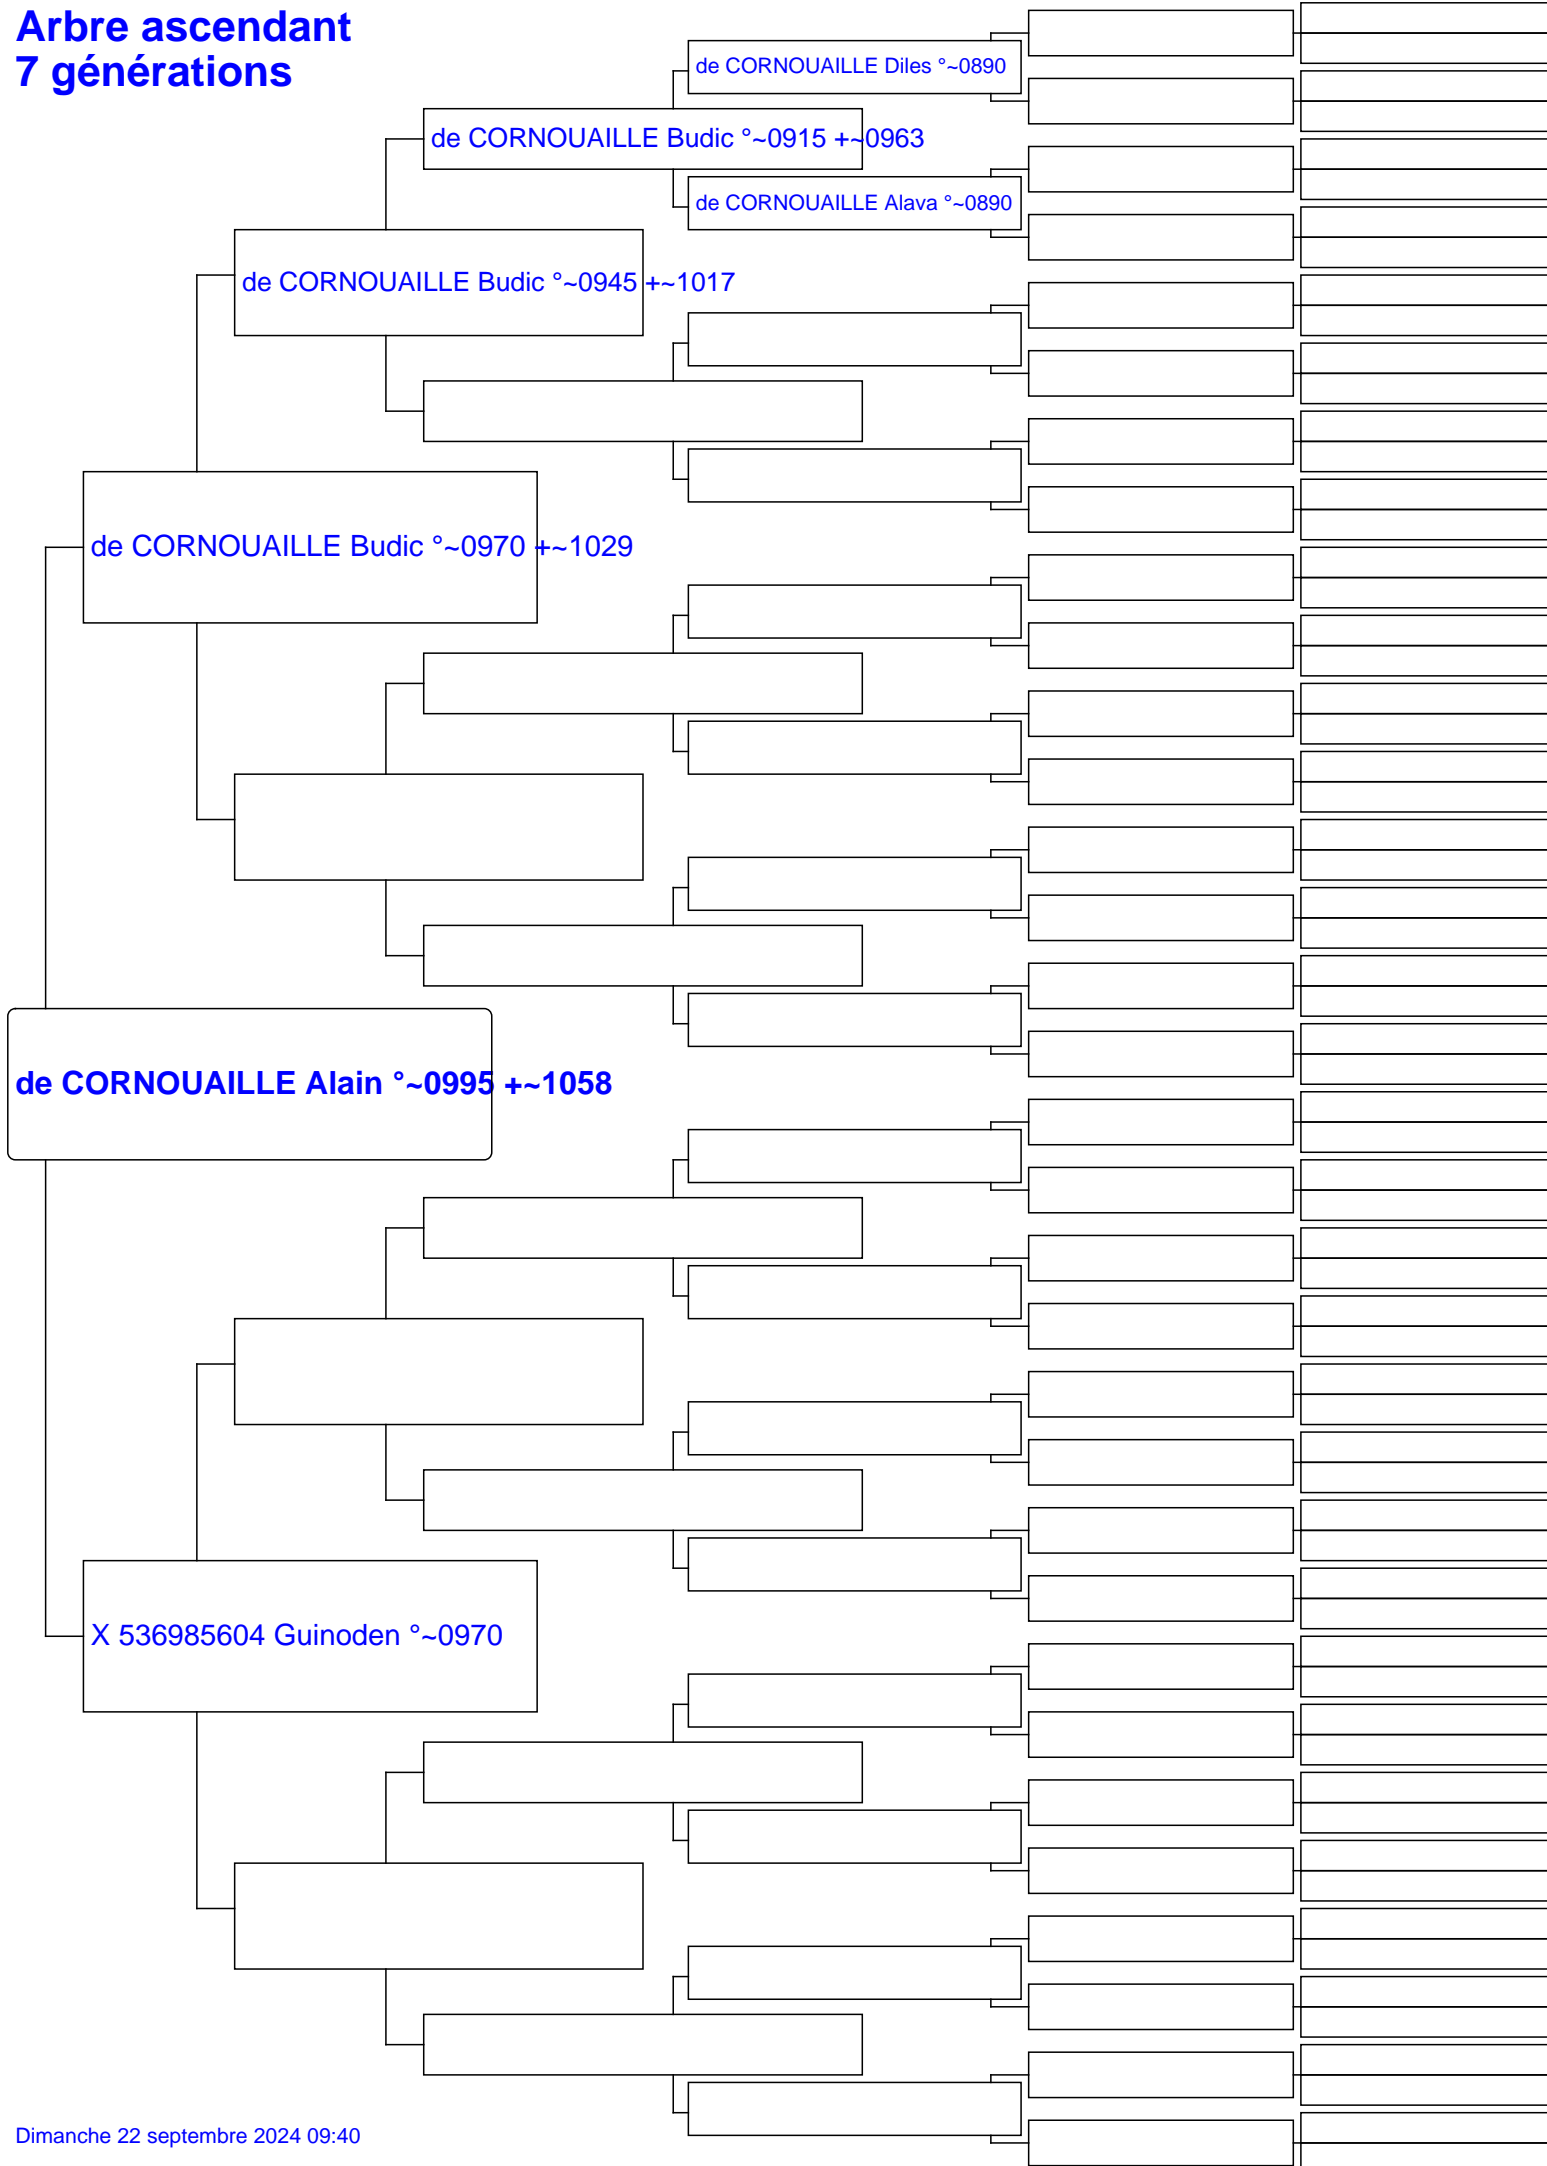 Arbre ascendant
7 générations
de CORNOUAILLE Diles °~0890
de CORNOUAILLE Budic °~0915 +~0963
de CORNOUAILLE Alava °~0890
de CORNOUAILLE Budic °~0945 +~1017
de CORNOUAILLE Budic °~0970 +~1029
de CORNOUAILLE Alain °~0995 +~1058
X 536985604 Guinoden °~0970
Dimanche 22 septembre 2024 09:40